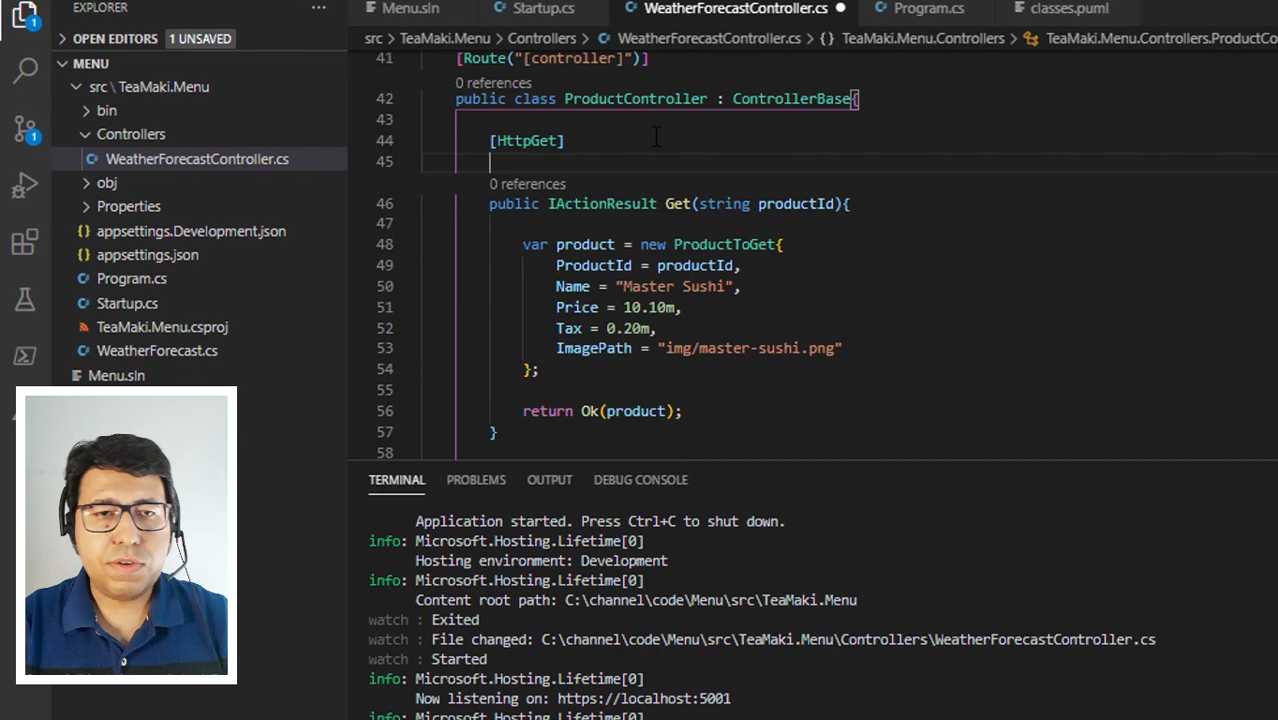 EXPLORER
Menu.sln
Startup.cs
WeatherForecastController.cs
Program.cs
classes.puml
OPEN EDITORS 1 UNSAVED
src > TeaMaki.Menu > Controllers > WeatherForecastController.cs > {} TeaMaki.Menu.Controllers > TeaMaki.Menu.Controllers.ProductCo
MENU
src \ TeaMaki.Menu
bin
Controllers
WeatherForecastController.cs
obj
Properties
appsettings.Development.json
appsettings.json
Program.cs
Startup.cs
TeaMaki.Menu.csproj
WeatherForecast.cs
Menu.sln
1
1
41 [Route("[controller]")]
0 references
42 public class ProductController : ControllerBase{
43
44 [HttpGet]
45
0 references
46 public IActionResult Get(string productId){
47
48 var product = new ProductToGet{
49 ProductId = productId,
50 Name = "Master Sushi",
51 Price = 10.10m,
52 Tax = 0.20m,
53 ImagePath = "img/master-sushi.png"
54 };
55
56 return Ok(product);
57 }
58
TERMINAL PROBLEMS OUTPUT DEBUG CONSOLE
Application started. Press Ctrl+C to shut down.
info: Microsoft.Hosting.Lifetime[0]
Hosting environment: Development
info: Microsoft.Hosting.Lifetime[0]
Content root path: C:\channel\code\Menu\src\TeaMaki.Menu
watch : Exited
watch : File changed: C:\channel\code\Menu\src\TeaMaki.Menu\Controllers\WeatherForecastController.cs
watch : Started
info: Microsoft.Hosting.Lifetime[0]
Now listening on: https://localhost:5001
info: Microsoft.Hosting.Lifetime[0]